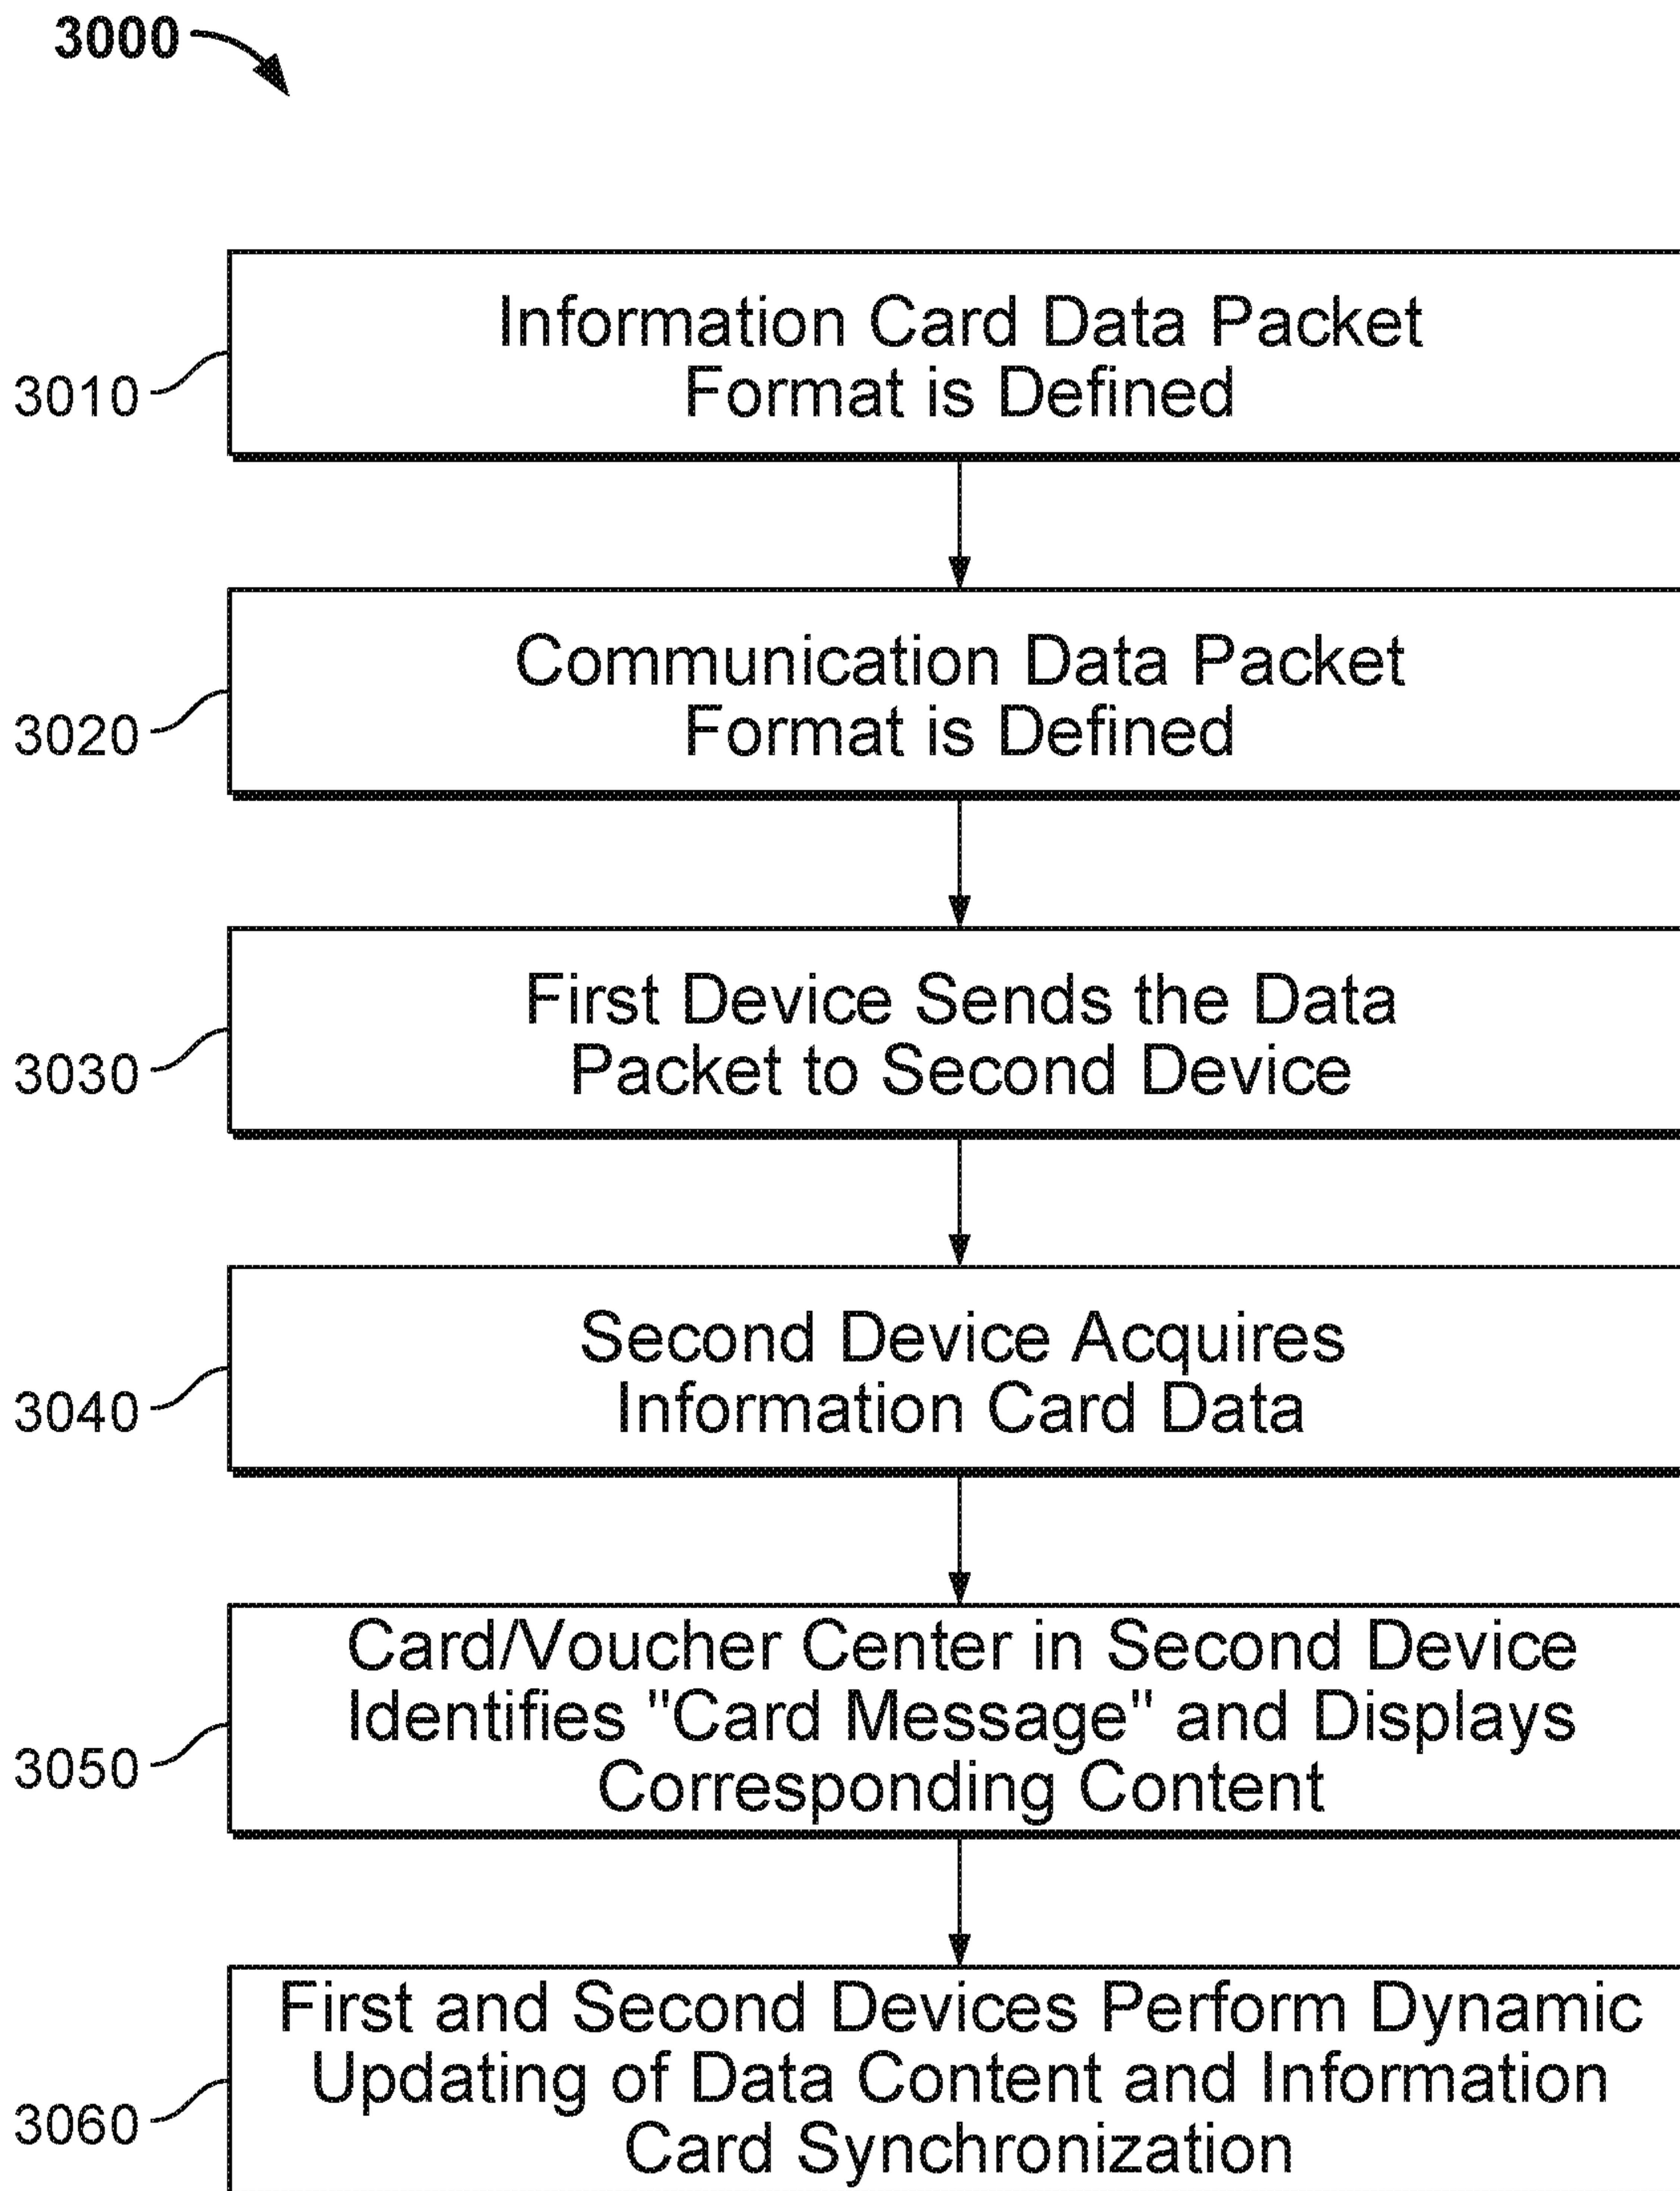 3000
Information Card Data Packet
Format is Defined
3010
Communication Data Packet
Format is Defined
3020
First Device Sends the Data
Packet to Second Device
3030
Second Device Acquires
Information Card Data
3040
Card/Voucher Center in Second Device
Identifies "Card Message" and Displays
Corresponding Content
3050
First and Second Devices Perform Dynamic
Updating of Data Content and Information
Card Synchronization
3060